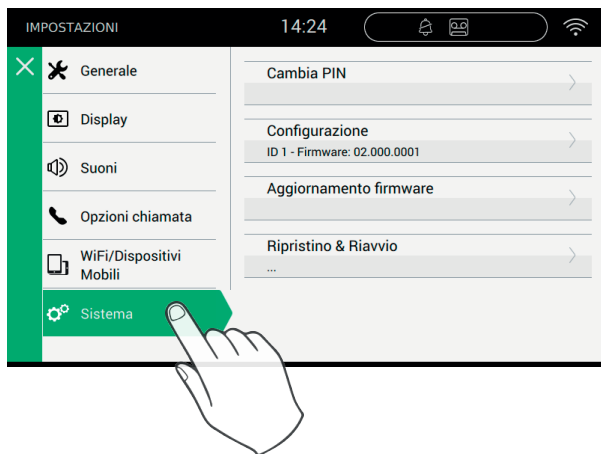 IMPOSTAZIONI
14:24
Generale
Display
Suoni
Opzioni chiamata
WiFi/Dispositivi
Mobili
Sistema
Cambia PIN
Configurazione
ID 1 - Firmware: 02.000.0001
Aggiornamento firmware
Ripristino & Riavvio
...